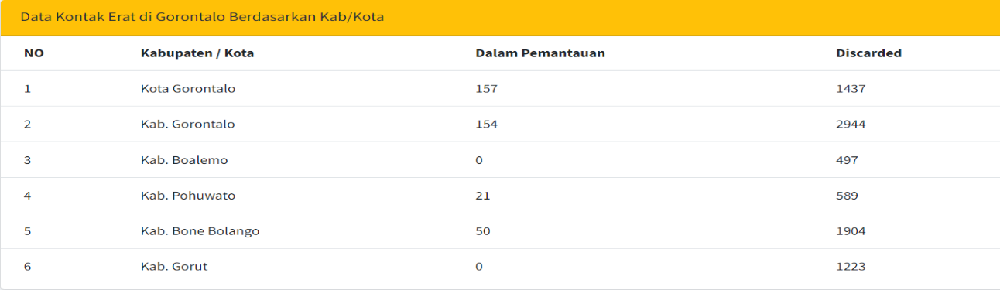 Data Kontak Erat di Gorontalo Berdasarkan Kab/Kota
NO Kabupaten / Kota Dalam Pemantauan Discarded
1 Kota Gorontalo 157 1437
2 Kab. Gorontalo 154 2944
3 Kab. Boalemo 0 497
4 Kab. Pohuwato 21 589
5 Kab. Bone Bolango 50 1904
6 Kab. Gorut 0 1223